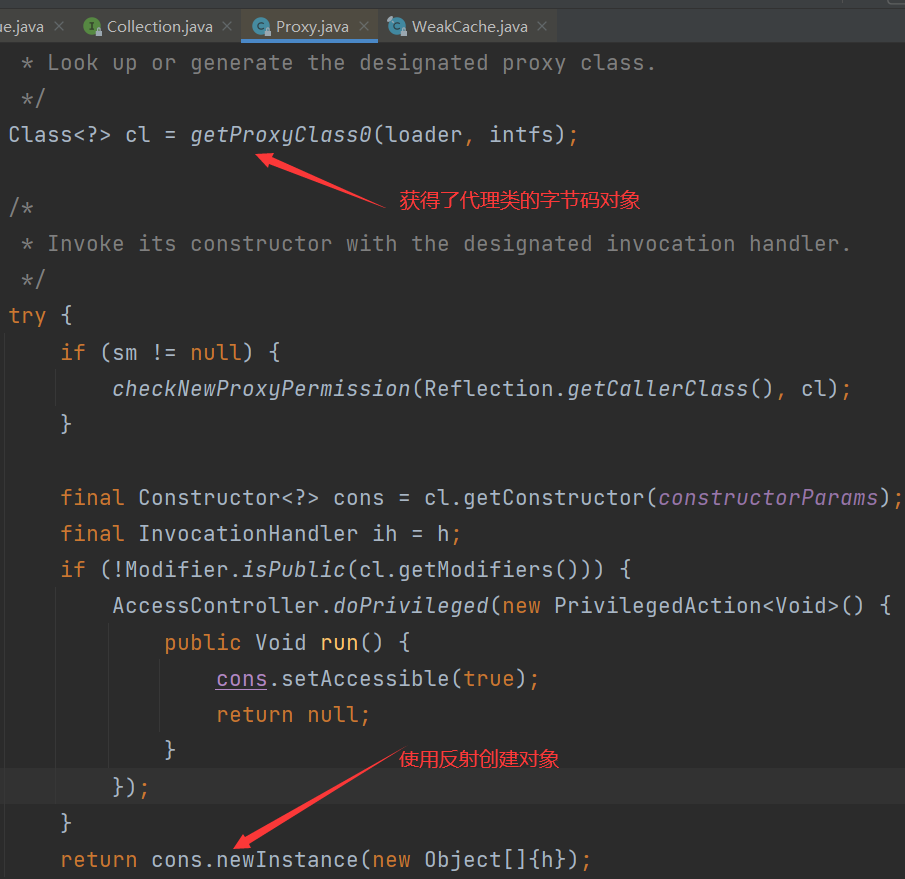 ue.java Collection.java Proxy.java WeakCache.java
* Look up or generate the designated proxy class.
*/
Class<?> cl = getProxyClass0(loader, intfs);
获得了代理类的字节码对象
/*
* Invoke its constructor with the designated invocation handler.
*/
try {
if (sm != null) {
checkNewProxyPermission(Reflection.getCallerClass(), cl);
}
final Constructor<?> cons = cl.getConstructor(constructorParams);
final InvocationHandler ih = h;
if (!Modifier.isPublic(cl.getModifiers())) {
AccessController.doPrivileged(new PrivilegedAction<Void>() {
public Void run() {
cons.setAccessible(true);
return null;
}
使用反射创建对象
});
}
return cons.newInstance(new Object[]{h});